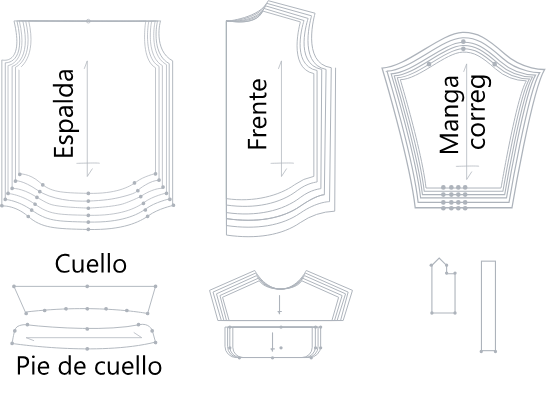 Espalda
Frente
Manga
correg
Cuello
Pie de cuello